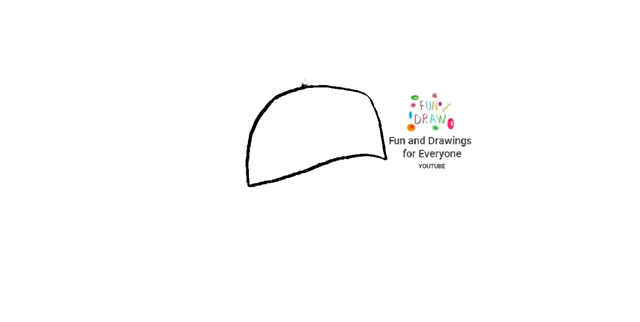 FUN
DRAW
Fun and Drawings
for Everyone
YOUTUBE